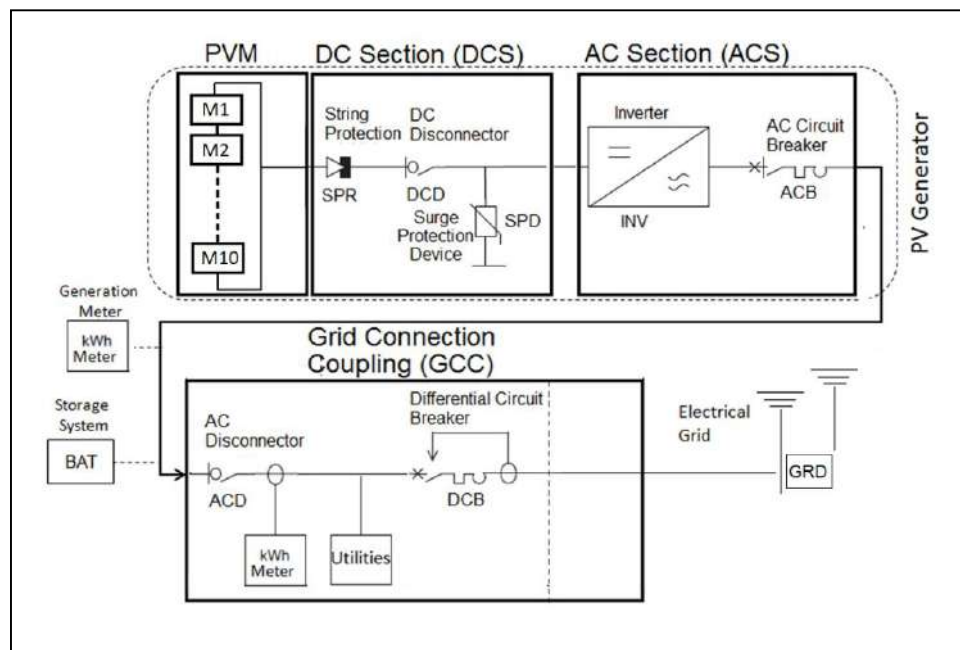 PVM
DC Section (DCS)
AC Section (ACS)
M1
M2
M10
String
Protection
SPR
DC
Disconnector
DCD
Surge
Protection
Device
SPD
Inverter
INV
AC Circuit
Breaker
ACB
PV Generator
Generation
Meter
kWh
Meter
Storage
System
BAT
Grid Connection
Coupling (GCC)
AC
Disconnector
ACD
kWh
Meter
Utilities
Differential Circuit
Breaker
DCB
Electrical
Grid
GRD